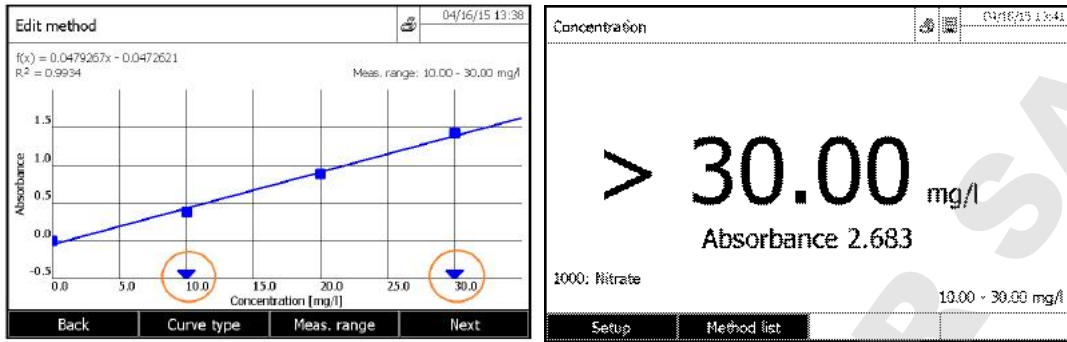 Edit method
04/16/15 13:38
f(x) = 0.0479267x - 0.0472621
R² = 0.9934
Meas. range: 10.00 - 30.00 mg/l
Absorbance
1.5
1.0
0.5
0.0
-0.5
0.0 5.0 10.0 15.0 20.0 25.0 30.0
Concentration [mg/l]
Back Curve type Meas. range Next
Concentration
04/16/15 13:41
> 30.00 mg/l
Absorbance 2.683
1000: Nitrate
10.00 - 30.00 mg/l
Setup Method list